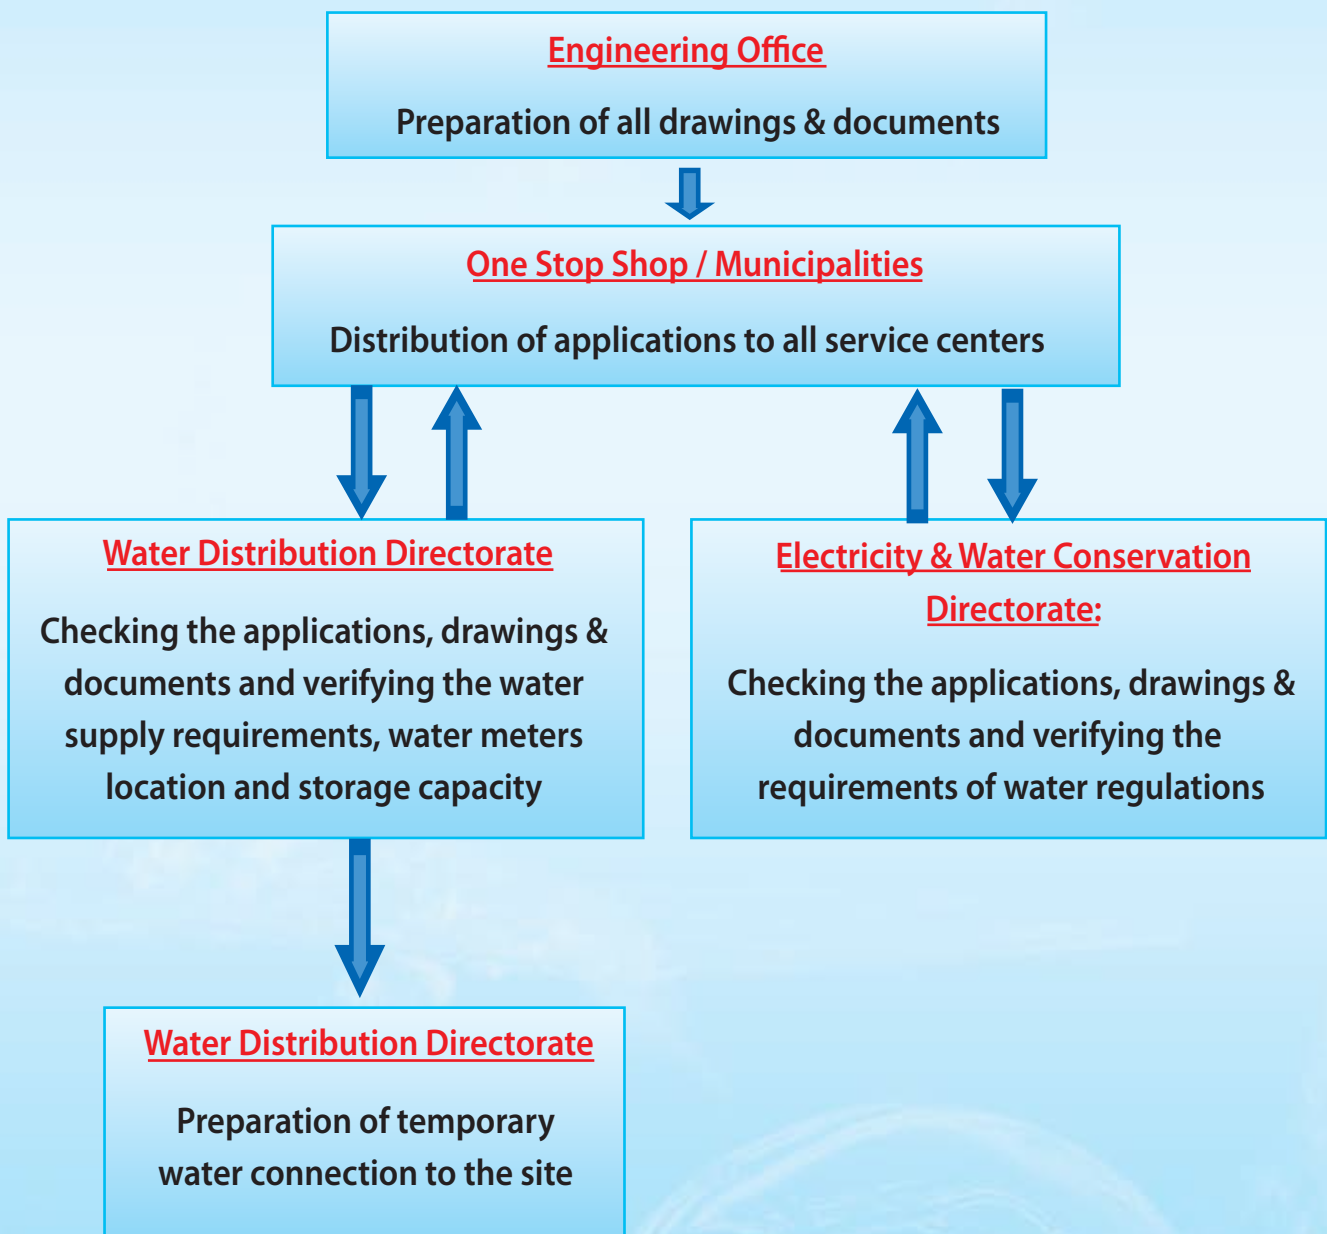 Engineering Office
Preparation of all drawings & documents
One Stop Shop / Municipalities
Distribution of applications to all service centers
Water Distribution Directorate
Checking the applications, drawings &
documents and verifying the water
supply requirements, water meters
location and storage capacity
Electricity & Water Conservation
Directorate:
Checking the applications, drawings &
documents and verifying the
requirements of water regulations
Water Distribution Directorate
Preparation of temporary
water connection to the site